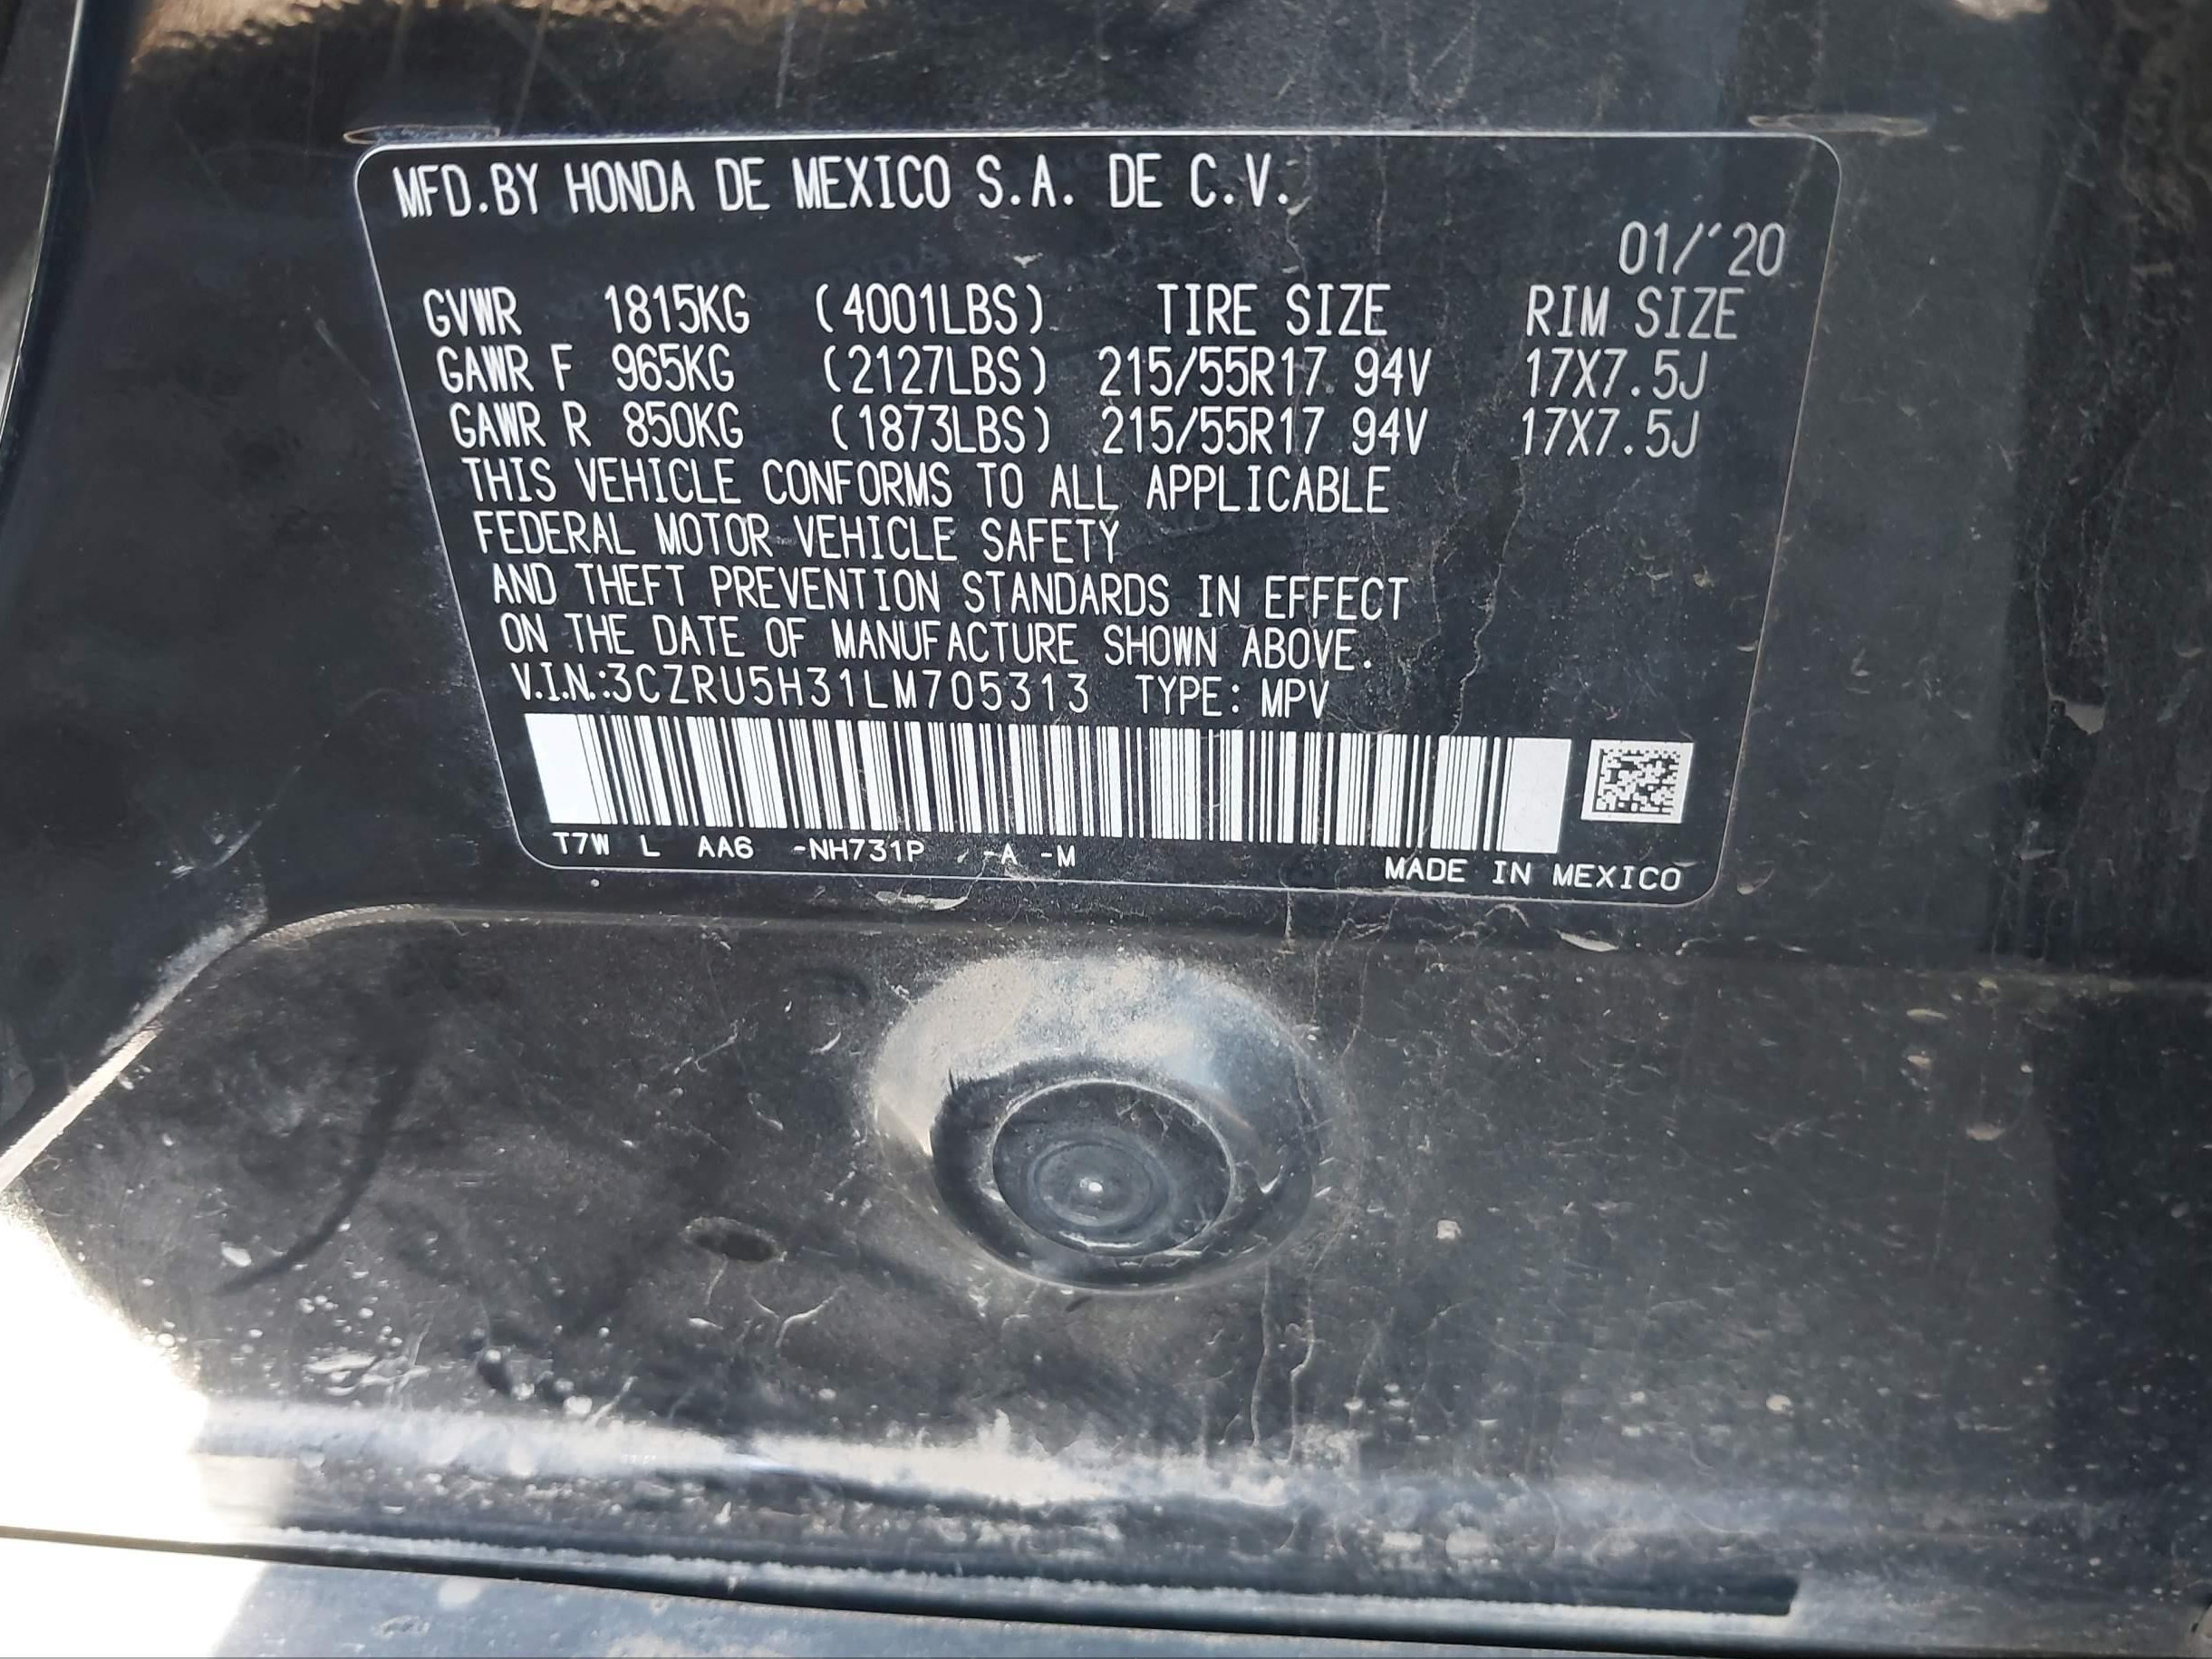 MFD.BY HONDA DE MEXICO S.A. DE C.V.
01/´20
GVWR 1815KG (4001LBS) TIRE SIZE RIM SIZE
GAWR F 965KG (2127LBS) 215/55R17 94V 17X7.5J
GAWR R 850KG (1873LBS) 215/55R17 94V 17X7.5J
THIS VEHICLE CONFORMS TO ALL APPLICABLE
FEDERAL MOTOR VEHICLE SAFETY
AND THEFT PREVENTION STANDARDS IN EFFECT
ON THE DATE OF MANUFACTURE SHOWN ABOVE.
V.I.N.:3CZRU5H31LM705313 TYPE: MPV
T7W L AA6 -NH731P -A -M
MADE IN MEXICO